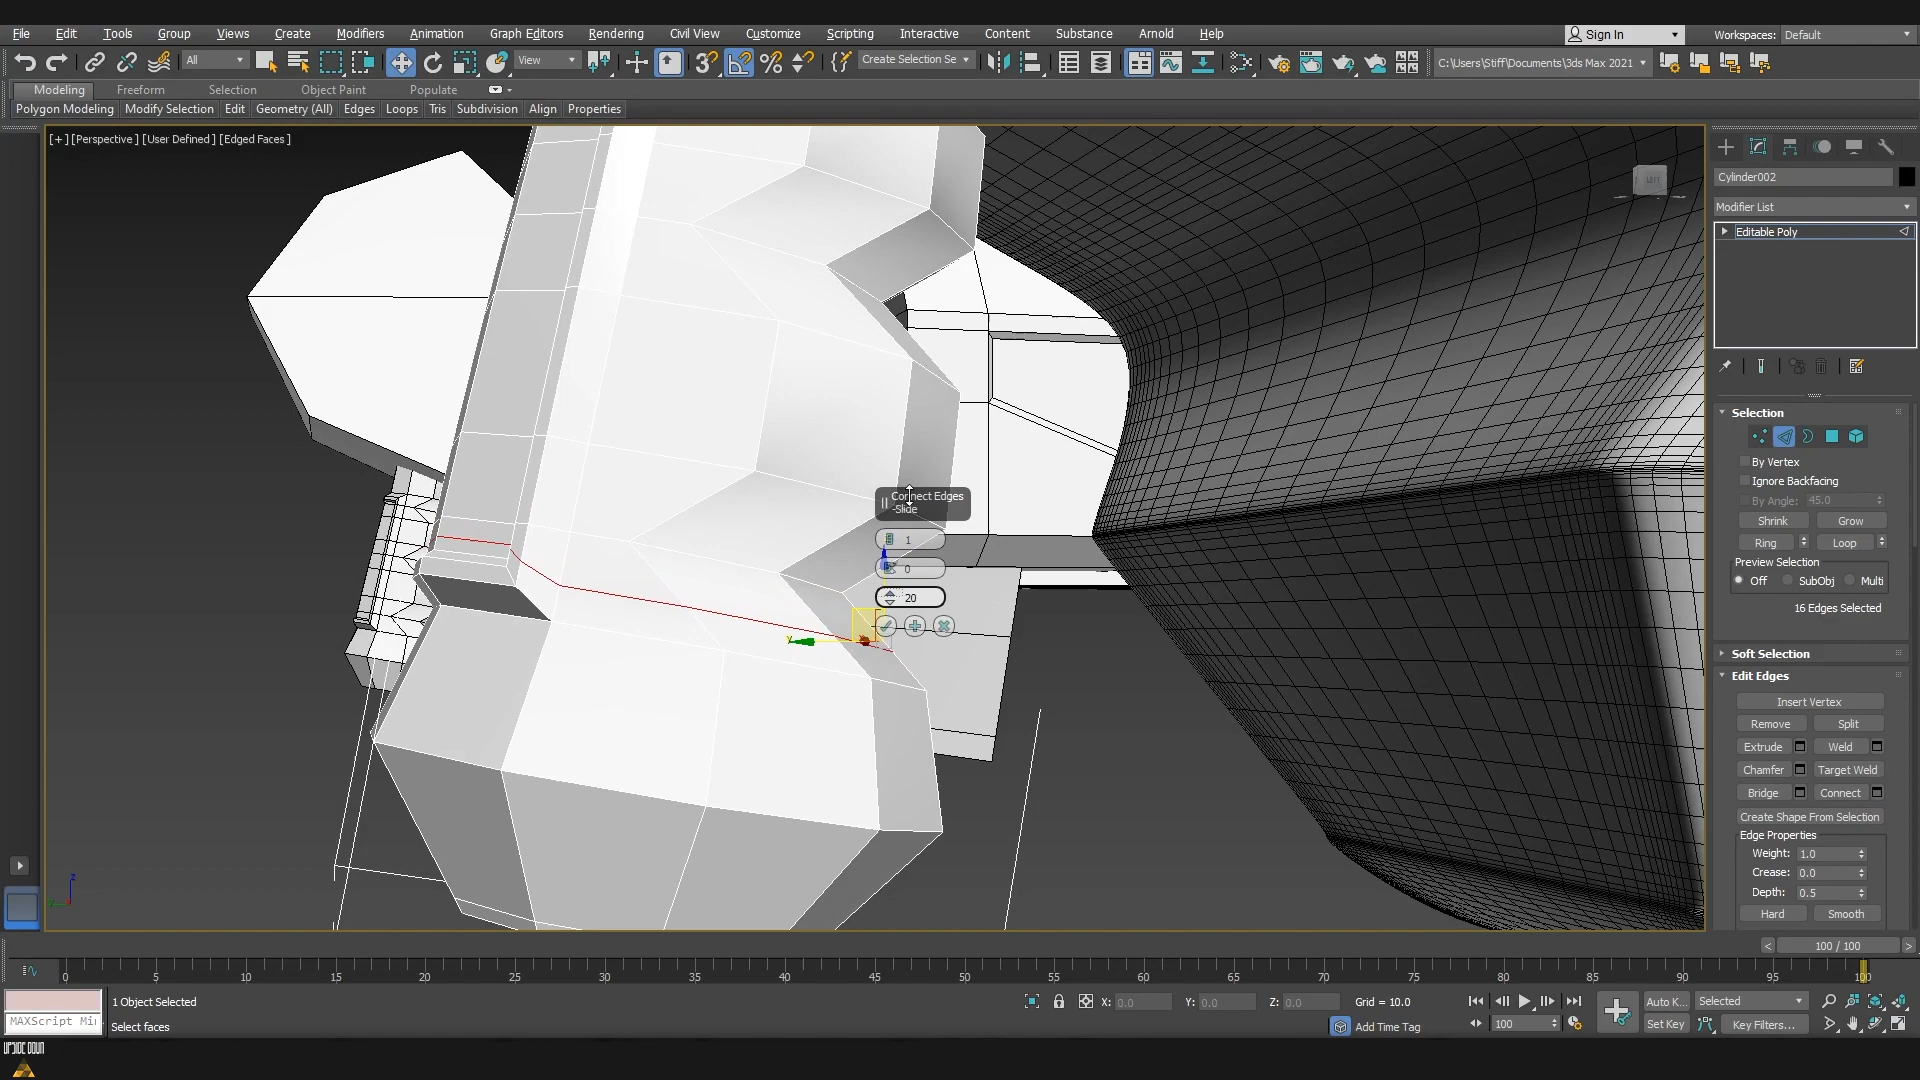 File Edit Tools Group Views Create Modifiers Animation Graph Editors Rendering Civil View Customize Scripting Interactive Content Substance Arnold Help Sign In Workspaces: Default
All View Create Selection Se C:\Users\Stiff\Documents\3ds Max 2021
Modeling Freeform Selection Object Paint Populate
Polygon Modeling Modify Selection Edit Geometry (All) Edges Loops Tris Subdivision Align Properties
[+] [Perspective] [User Defined] [Edged Faces]
LEFT
Cylinder002
Modifier List
Editable Poly
Selection
By Vertex
Ignore Backfacing
By Angle: 45.0
Shrink Grow
Ring Loop
Preview Selection
Off SubObj Multi
16 Edges Selected
Soft Selection
Edit Edges
Insert Vertex
Remove Split
Extrude Weld
Chamfer Target Weld
Bridge Connect
Create Shape From Selection
Edge Properties
Weight: 1.0
Crease: 0.0
Depth: 0.5
Hard Smooth
Connect Edges
-Slide
1
0
20
y
x
z
< 100 / 100 >
0 5 10 15 20 25 30 35 40 45 50 55 60 65 70 75 80 85 90 95 100
1 Object Selected X: 0.0 Y: 0.0 Z: 0.0 Grid = 10.0 Auto K... Selected
MAXScript Mi Select faces Add Time Tag 100 Set Key Key Filters...
UPSIDE DOWN